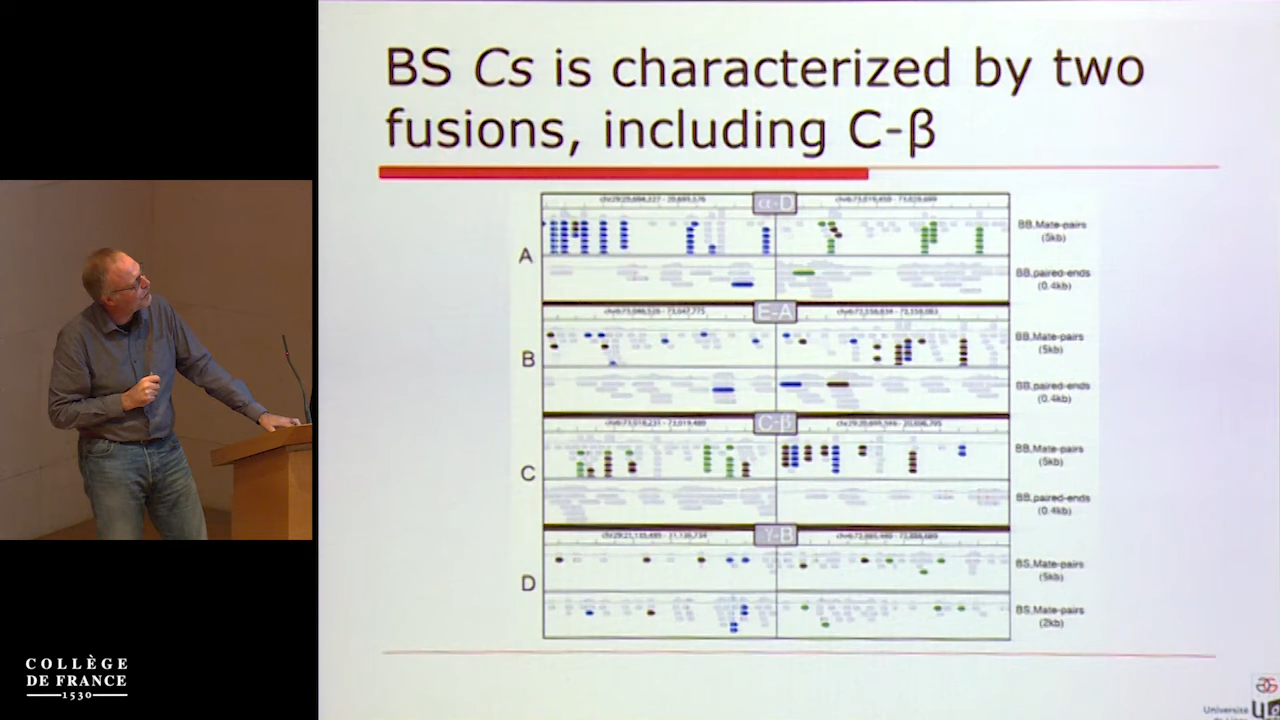 BS Cs is characterized by two
fusions, including C-β
α-D
A
BB,Mate-pairs
(5kb)
BB,paired-ends
(0.4kb)
E-A
B
BB,Mate-pairs
(5kb)
BB,paired-ends
(0.4kb)
C-β
C
BB,Mate-pairs
(5kb)
BB,paired-ends
(0.4kb)
γ-B
D
BS,Mate-pairs
(5kb)
BS,Mate-pairs
(2kb)
COLLÈGE
DE FRANCE
1530
Université